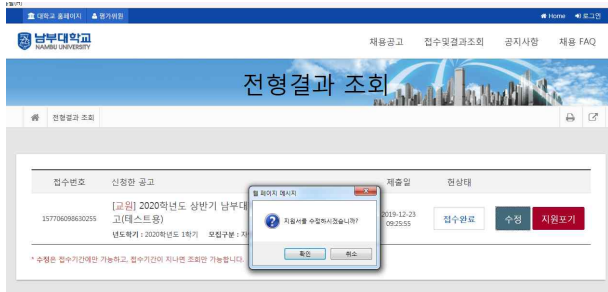 대학교 홈페이지 평가위원 Home 로그인
남부대학교
NAMBU UNIVERSITY
채용공고 접수및결과조회 공지사항 채용 FAQ
전형결과 조회
전형결과 조회
접수번호 신청한 공고 제출일 현상태
157706098630255
[교원] 2020학년도 상반기 남부대
고(테스트용)
년도학기 : 2020학년도 1학기 모집구분 :
웹 페이지 메시지
지원서를 수정하시겠습니까?
확인 취소
2019-12-23
09:25:55
접수완료 수정 지원포기
* 수정은 접수기간에만 가능하고, 접수기간이 지나면 조회만 가능합니다.